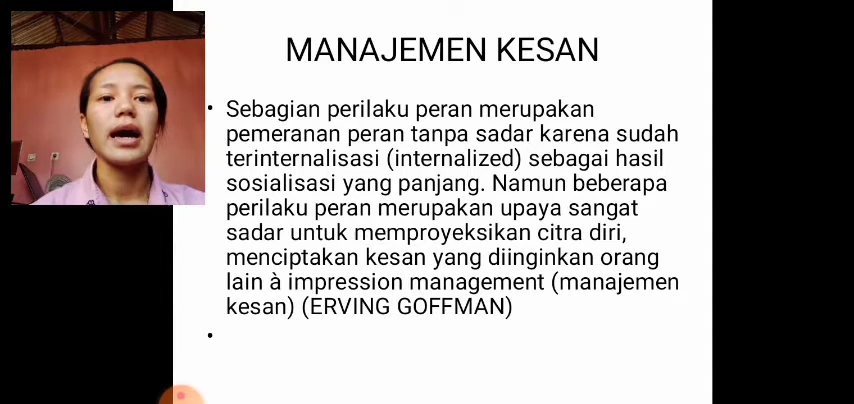 MANAJEMEN KESAN
• Sebagian perilaku peran merupakan
pemeranan peran tanpa sadar karena sudah
terinternalisasi (internalized) sebagai hasil
sosialisasi yang panjang. Namun beberapa
perilaku peran merupakan upaya sangat
sadar untuk memproyeksikan citra diri,
menciptakan kesan yang diinginkan orang
lain à impression management (manajemen
kesan) (ERVING GOFFMAN)
•